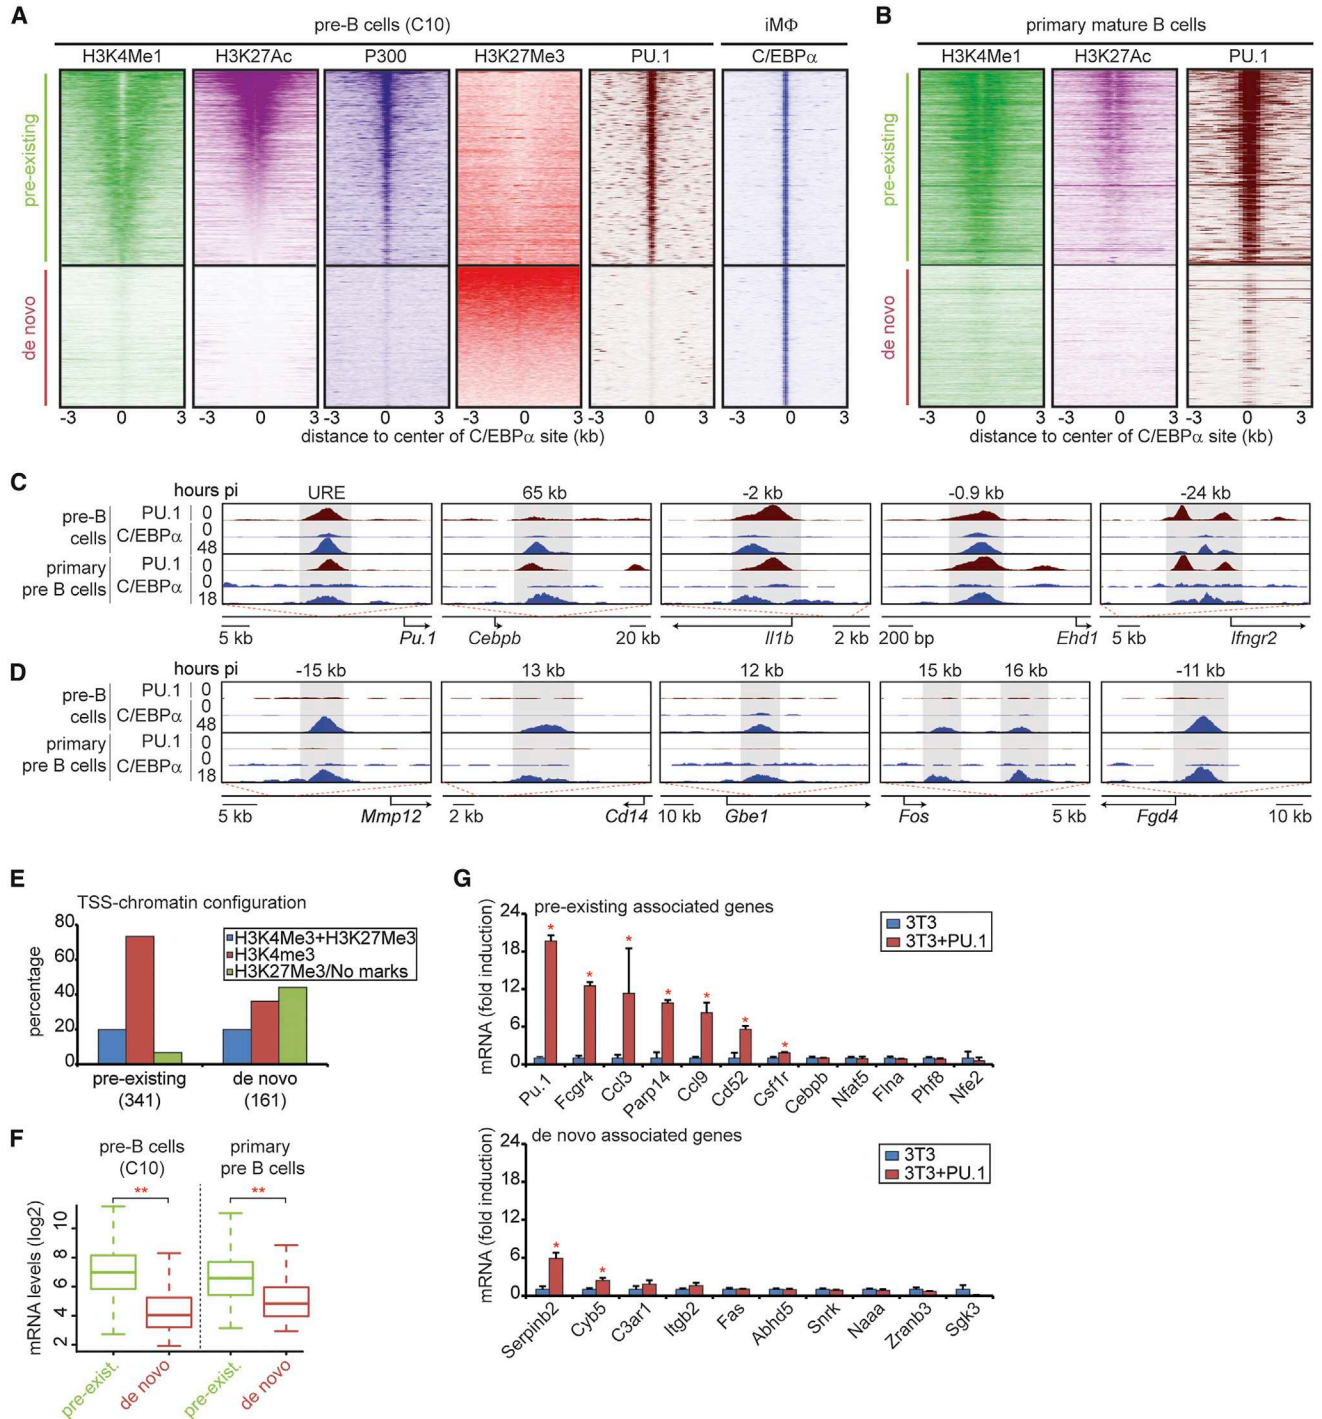 A
pre-B cells (C10)
iMΦ
H3K4Me1 H3K27Ac P300 H3K27Me3 PU.1 C/EBPα
pre-existing
de novo
-3 0 3 -3 0 3 -3 0 3 -3 0 3 -3 0 3 -3 0 3
distance to center of C/EBPα site (kb)
B
primary mature B cells
H3K4Me1 H3K27Ac PU.1
pre-existing
de novo
-3 0 3 -3 0 3 -3 0 3
distance to center of C/EBPα site (kb)
C
hours pi URE 65 kb -2 kb -0.9 kb -24 kb
pre-B cells
PU.1 0
C/EBPα 0
48
primary pre B cells
PU.1 0
C/EBPα 0
18
5 kb Pu.1 Cebpb 20 kb Il1b 2 kb 200 bp Ehd1 5 kb Ifngr2
D
hours pi -15 kb 13 kb 12 kb 15 kb 16 kb -11 kb
pre-B cells
PU.1 0
C/EBPα 0
48
primary pre B cells
PU.1 0
C/EBPα 0
18
5 kb Mmp12 2 kb Cd14 10 kb Gbe1 Fos 5 kb Fgd4 10 kb
E
TSS-chromatin configuration
percentage
80
60
40
20
0
H3K4Me3+H3K27Me3
H3K4me3
H3K27Me3/No marks
pre-existing de novo
(341) (161)
F
pre-B cells (C10)
primary pre B cells
** **
mRNA levels (log2)
10
8
6
4
2
pre-exist. de novo pre-exist. de novo
G
pre-existing associated genes
mRNA (fold induction)
24
18
12
6
0
3T3
3T3+PU.1
* * * * * * *
Pu.1 Fcgr4 Ccl3 Parp14 Ccl9 Cd52 Csf1r Cebpb Nfat5 Flna Phf8 Nfe2
de novo associated genes
mRNA (fold induction)
24
18
12
6
0
3T3
3T3+PU.1
* *
Serpinb2 Cyb5 C3ar1 Itgb2 Fas Abhd5 Snrk Naaa Zranb3 Sgk3